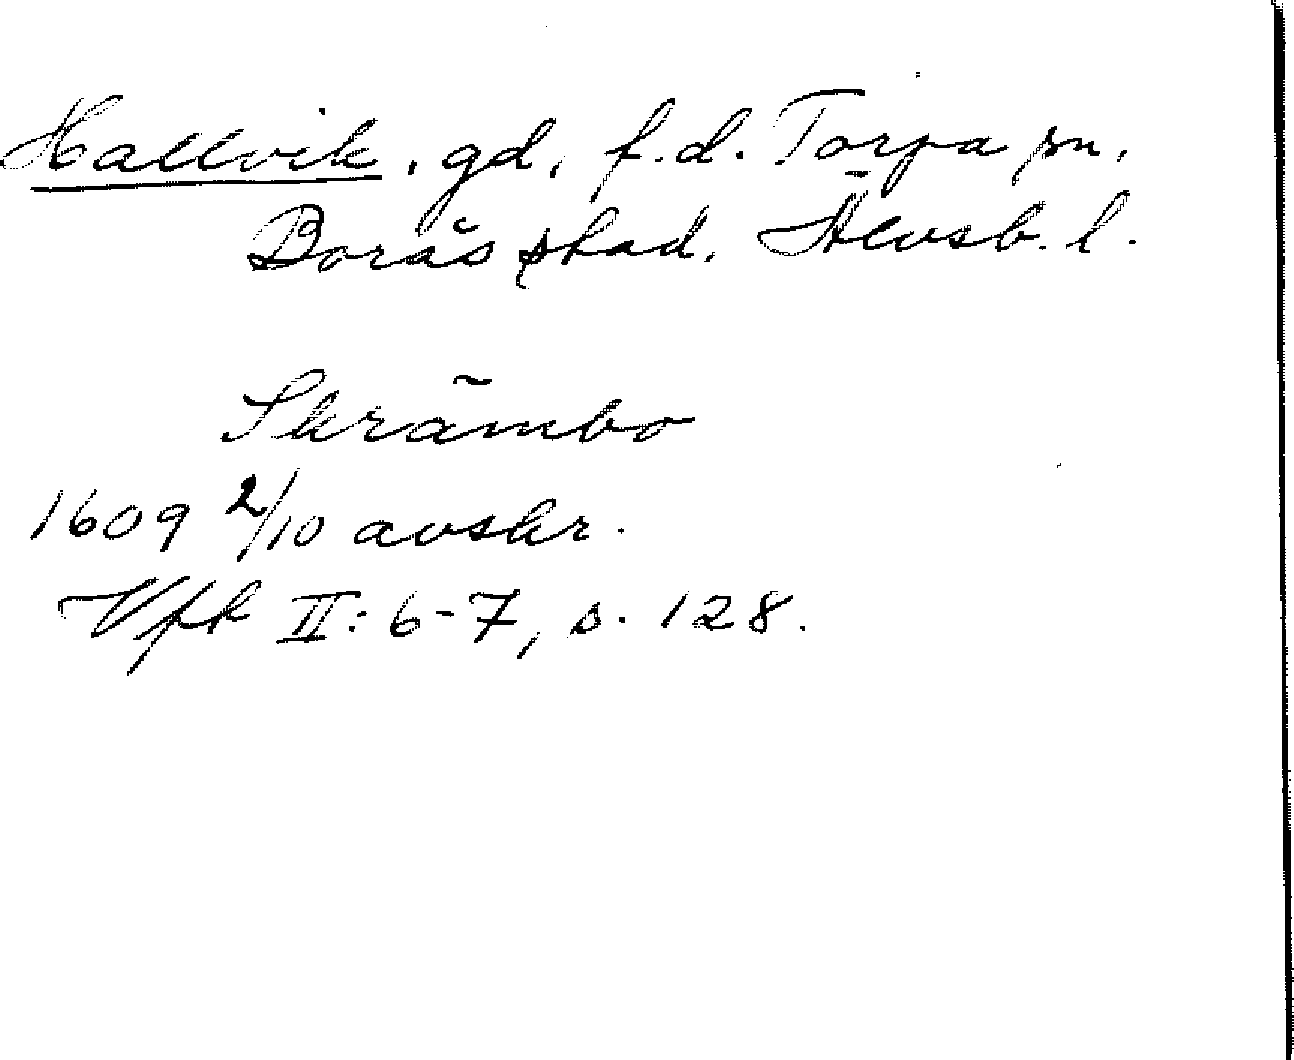 Hallvik, gd, f.d. Torpa sn,
Borås stad, Älvsb. l.
Skrämbo
1609 2/10 avskr.
Vfk II: 6-7, s. 128.